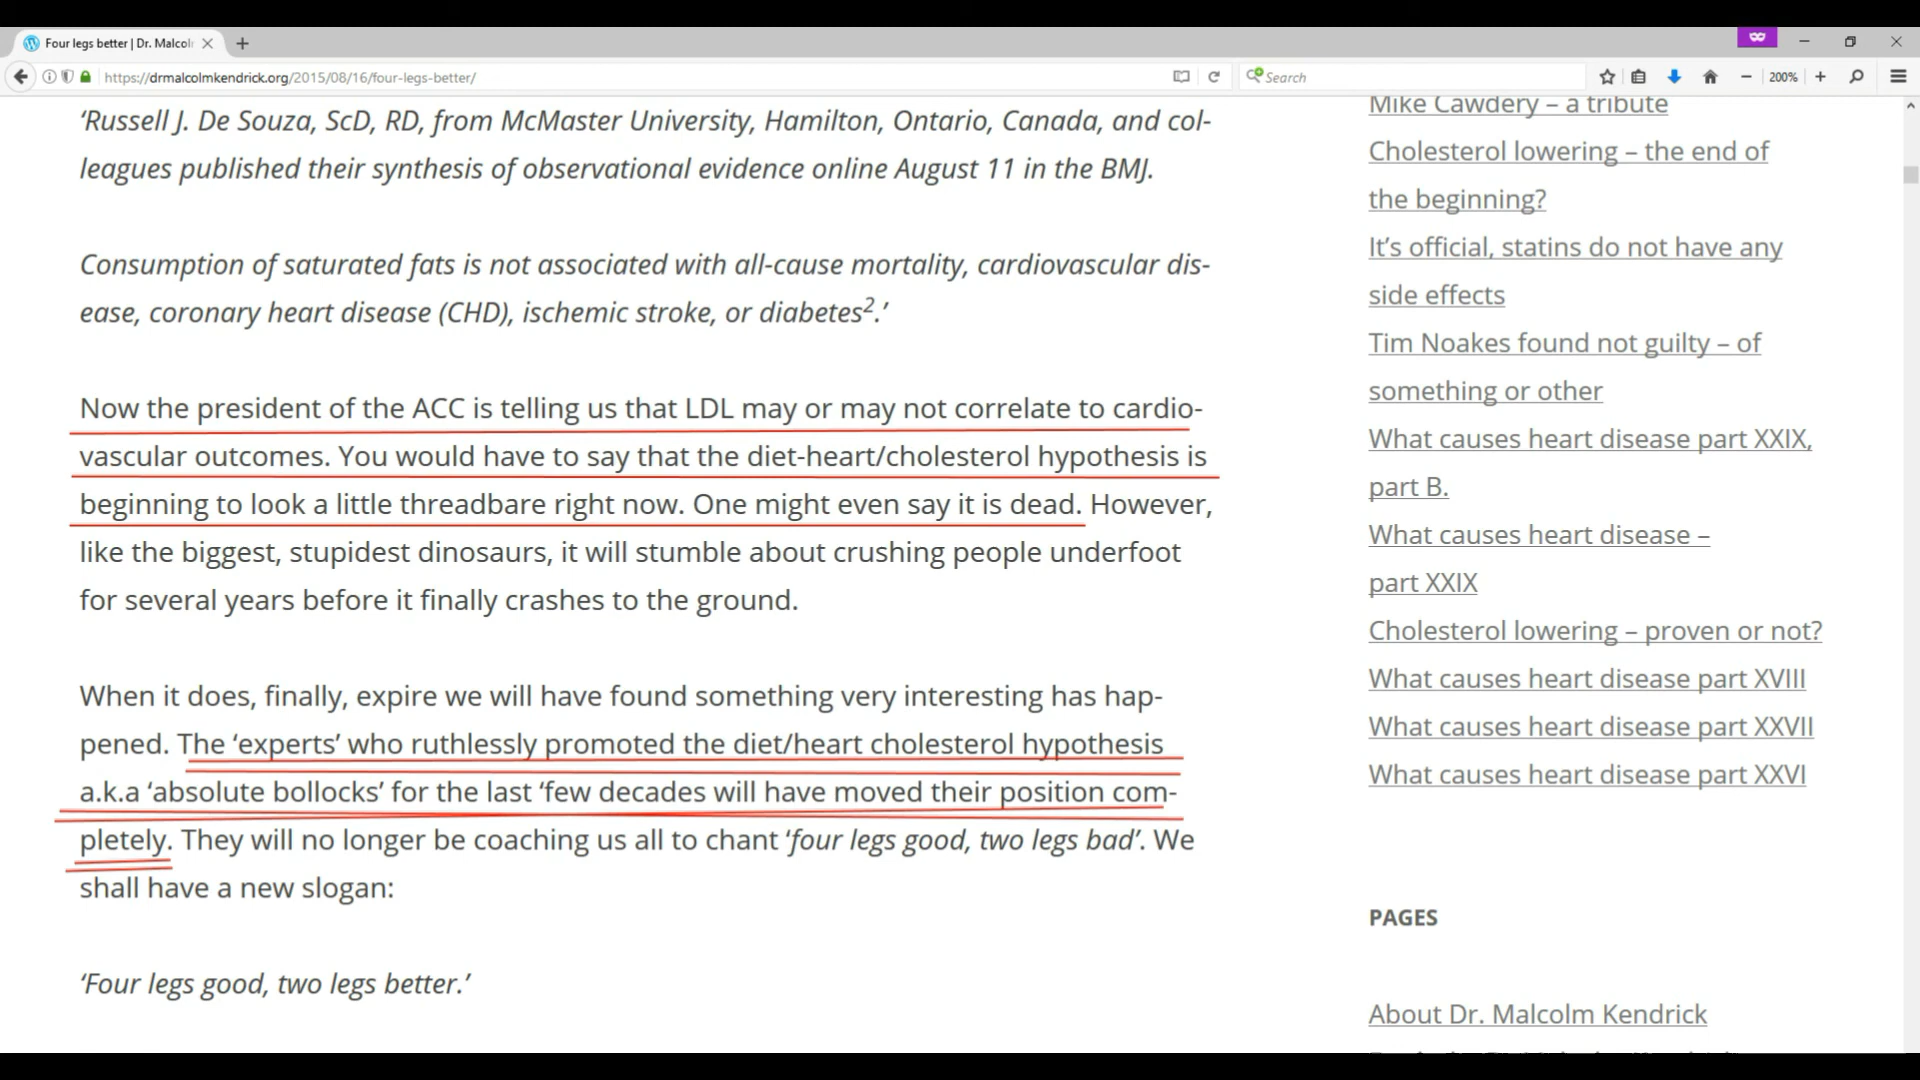 Four legs better | Dr. Malcol
https://drmalcolmkendrick.org/2015/08/16/four-legs-better/
Search
200%
‘Russell J. De Souza, ScD, RD, from McMaster University, Hamilton, Ontario, Canada, and col-
leagues published their synthesis of observational evidence online August 11 in the BMJ.
Consumption of saturated fats is not associated with all-cause mortality, cardiovascular dis-
ease, coronary heart disease (CHD), ischemic stroke, or diabetes2.’
Now the president of the ACC is telling us that LDL may or may not correlate to cardio-
vascular outcomes. You would have to say that the diet-heart/cholesterol hypothesis is
beginning to look a little threadbare right now. One might even say it is dead. However,
like the biggest, stupidest dinosaurs, it will stumble about crushing people underfoot
for several years before it finally crashes to the ground.
When it does, finally, expire we will have found something very interesting has hap-
pened. The ‘experts’ who ruthlessly promoted the diet/heart cholesterol hypothesis
a.k.a ‘absolute bollocks’ for the last ‘few decades will have moved their position com-
pletely. They will no longer be coaching us all to chant ‘four legs good, two legs bad’. We
shall have a new slogan:
‘Four legs good, two legs better.’
Mike Cawdery – a tribute
Cholesterol lowering – the end of
the beginning?
It’s official, statins do not have any
side effects
Tim Noakes found not guilty – of
something or other
What causes heart disease part XXIX,
part B.
What causes heart disease –
part XXIX
Cholesterol lowering – proven or not?
What causes heart disease part XVIII
What causes heart disease part XXVII
What causes heart disease part XXVI
PAGES
About Dr. Malcolm Kendrick